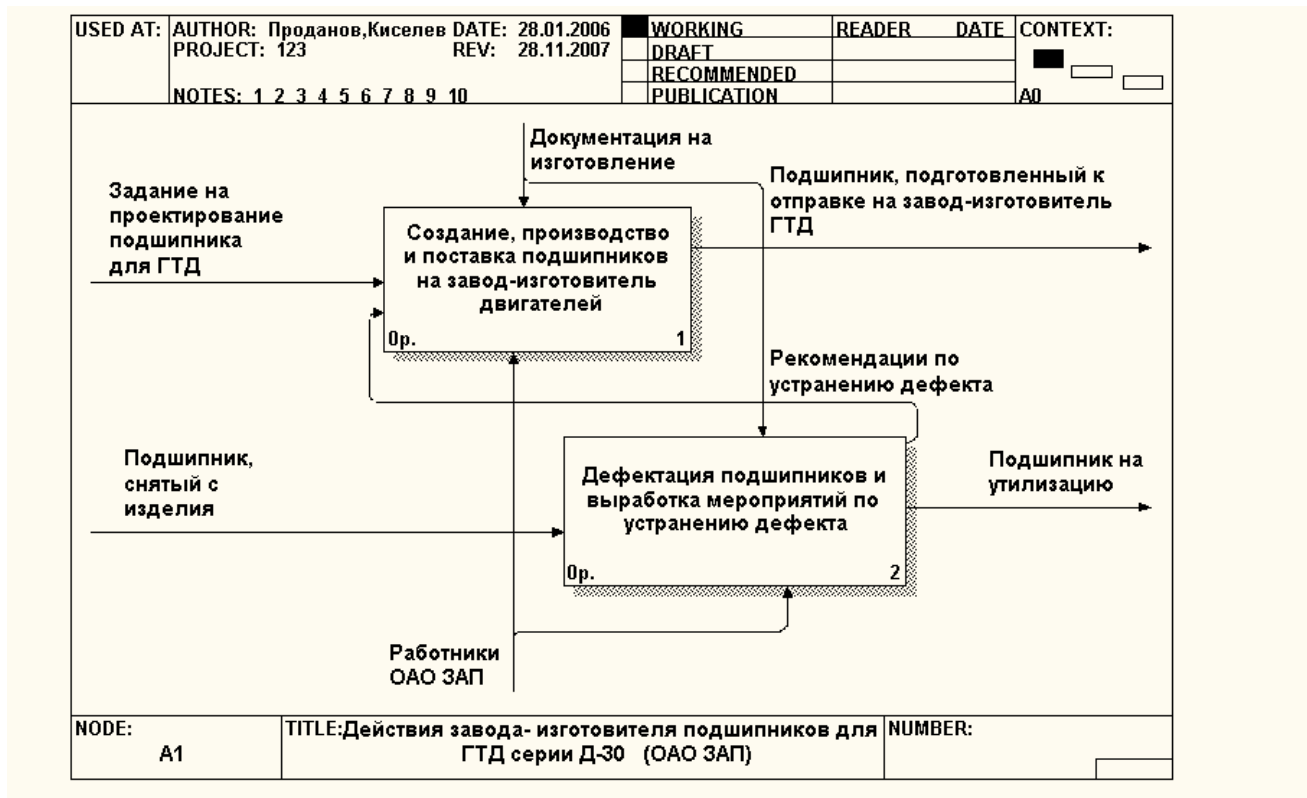 USED AT: AUTHOR: Проданов,Киселев DATE: 28.01.2006 WORKING READER DATE CONTEXT:
PROJECT: 123 REV: 28.11.2007 DRAFT
RECOMMENDED
NOTES: 1 2 3 4 5 6 7 8 9 10 PUBLICATION A0
Документация на
изготовление
Задание на
проектирование
подшипника
для ГТД
Подшипник, подготовленный к
отправке на завод-изготовитель
ГТД
Создание, производство
и поставка подшипников
на завод-изготовитель
двигателей
0р. 1
Рекомендации по
устранению дефекта
Подшипник,
снятый с
изделия
Дефектация подшипников и
выработка мероприятий по
устранению дефекта
0р. 2
Подшипник на
утилизацию
Работники
ОАО ЗАП
NODE: TITLE:Действия завода- изготовителя подшипников для NUMBER:
A1 ГТД серии Д-30 (ОАО ЗАП)